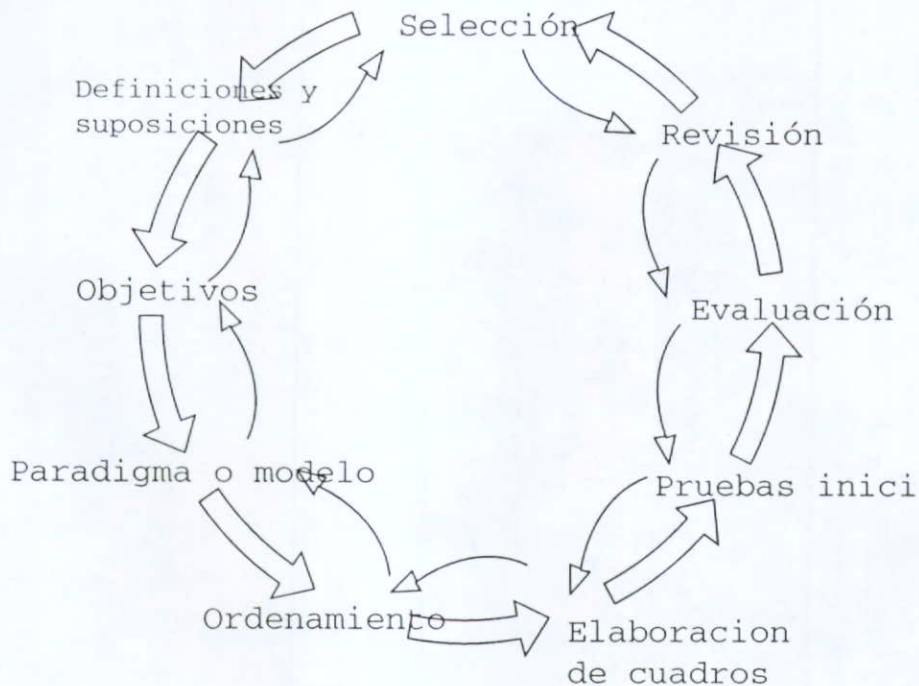 Selección
Definiciones y
suposiciones
Revisión
Objetivos
Evaluación
Paradigma o modelo
Pruebas inici
Ordenamiento
Elaboracion
de cuadros